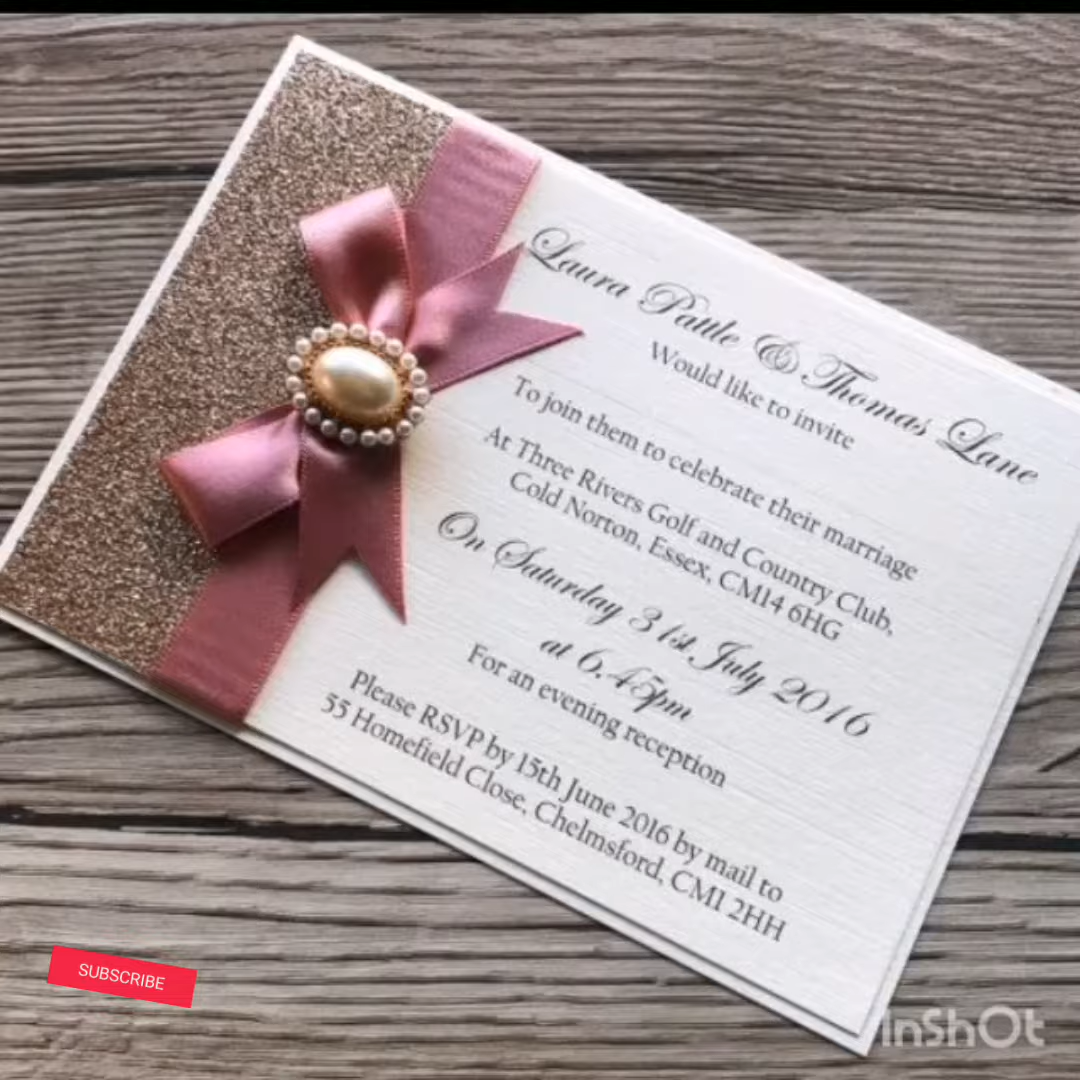 Laura Pattle & Thomas Lane
Would like to invite
To join them to celebrate their marriage
At Three Rivers Golf and Country Club,
Cold Norton, Essex, CM14 6HG
On Saturday 31st July 2016
at 6.45pm
For an evening reception
Please RSVP by 15th June 2016 by mail to
55 Homefield Close, Chelmsford, CM1 2HH
SUBSCRIBE
InShOt